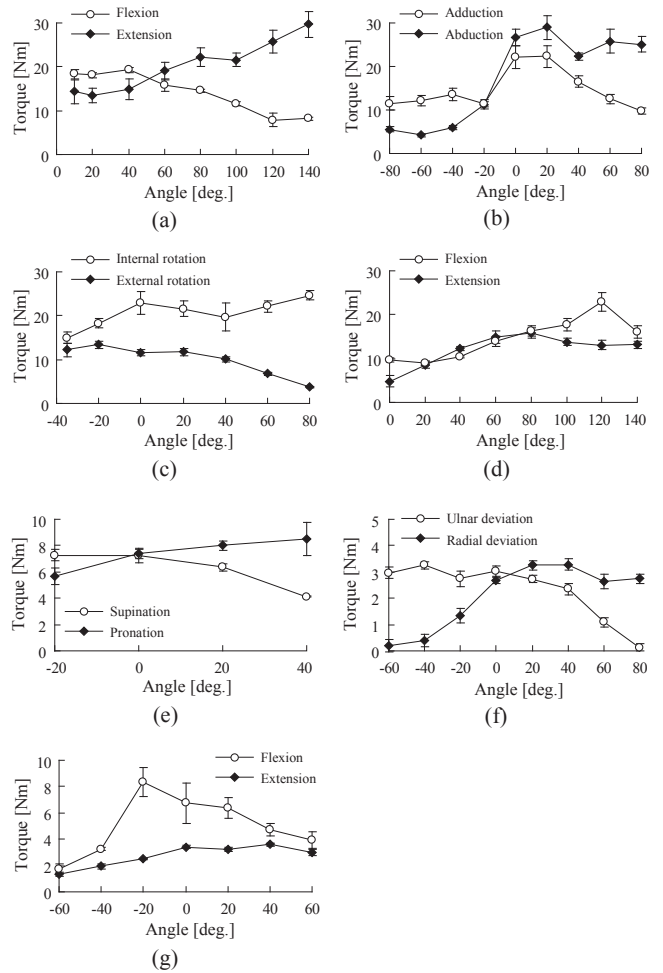 Flexion
Extension
Torque [Nm]
30
20
10
0
0 20 40 60 80 100 120 140
Angle [deg.]
(a)
Adduction
Abduction
Torque [Nm]
30
20
10
0
-80 -60 -40 -20 0 20 40 60 80
Angle [deg.]
(b)
Internal rotation
External rotation
Torque [Nm]
30
20
10
0
-40 -20 0 20 40 60 80
Angle [deg.]
(c)
Flexion
Extension
Torque [Nm]
30
20
10
0
0 20 40 60 80 100 120 140
Angle [deg.]
(d)
Torque [Nm]
10
8
6
4
2
0
Supination
Pronation
-20 0 20 40
Angle [deg.]
(e)
Ulnar deviation
Radial deviation
Torque [Nm]
5
4
3
2
1
0
-60 -40 -20 0 20 40 60 80
Angle [deg.]
(f)
Flexion
Extension
Torque [Nm]
10
8
6
4
2
0
-60 -40 -20 0 20 40 60
Angle [deg.]
(g)